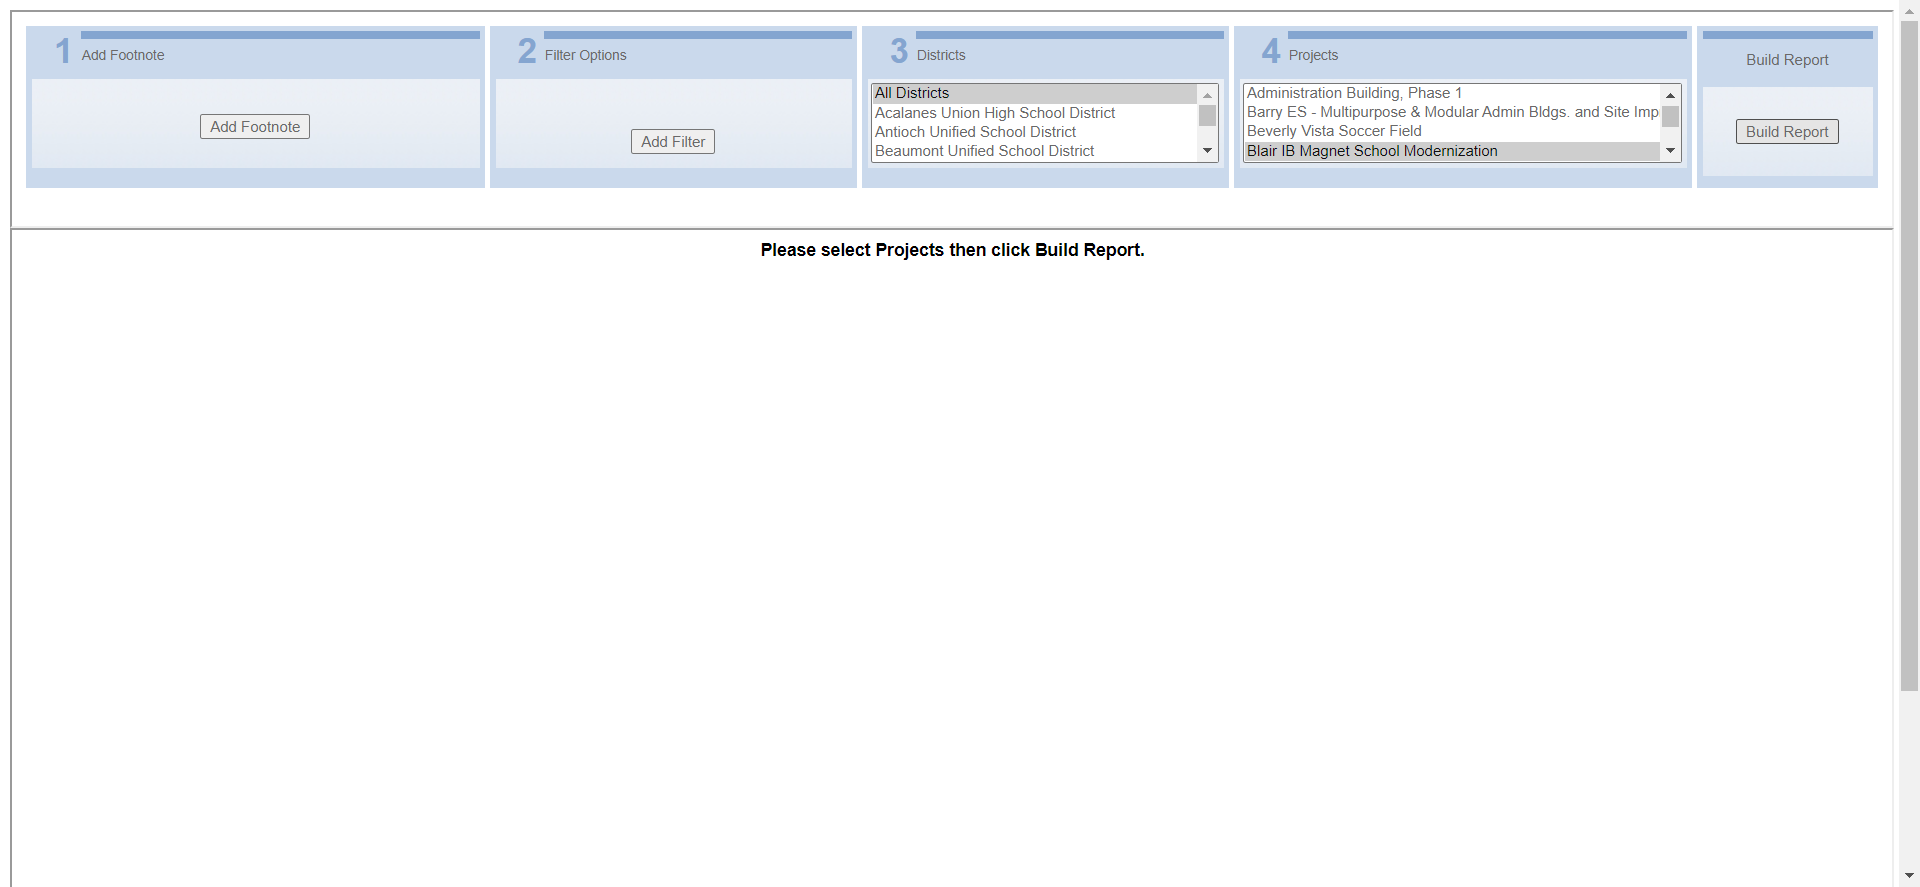 1 Add Footnote
Add Footnote
2 Filter Options
Add Filter
3 Districts
All Districts
Acalanes Union High School District
Antioch Unified School District
Beaumont Unified School District
4 Projects
Administration Building, Phase 1
Barry ES - Multipurpose & Modular Admin Bldgs. and Site Imp
Beverly Vista Soccer Field
Blair IB Magnet School Modernization
Build Report
Build Report
Please select Projects then click Build Report.